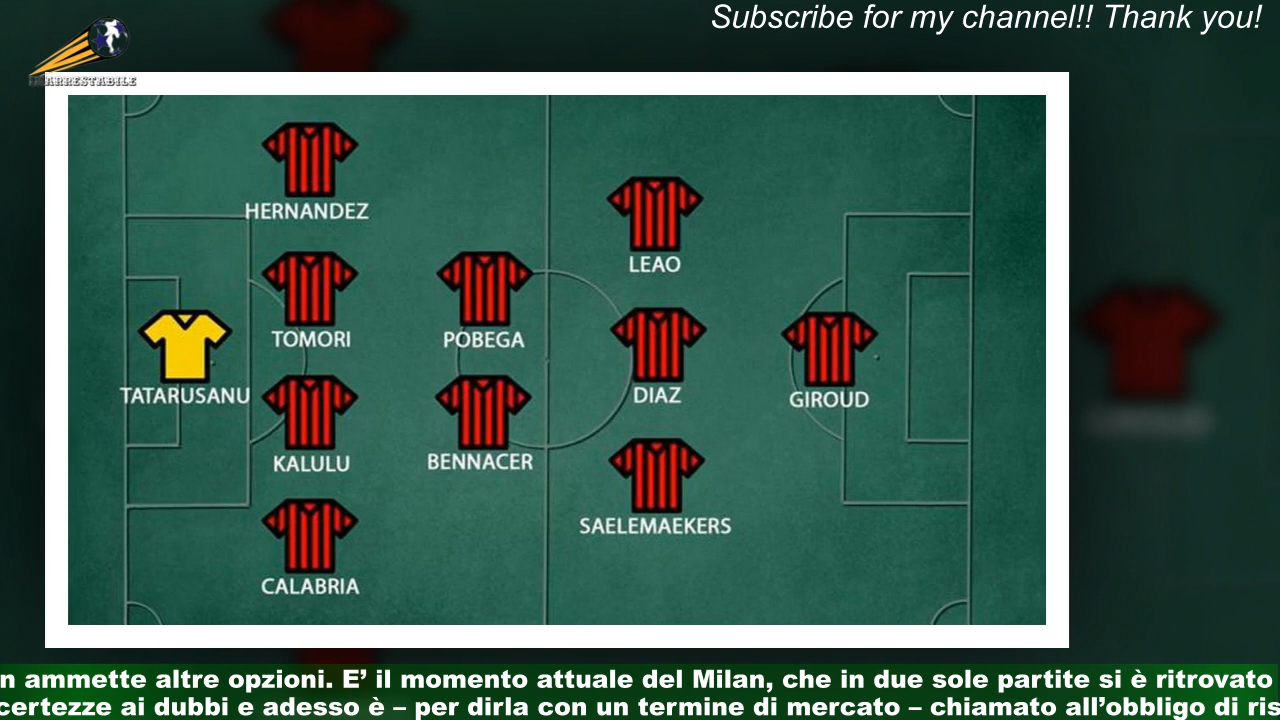 Subscribe for my channel!! Thank you!
INARRESTABILE
HERNANDEZ
LEAO
TOMORI
POBEGA
TATARUSANU
DIAZ
GIROUD
KALULU
BENNACER
SAELEMAEKERS
CALABRIA
n ammette altre opzioni. E’ il momento attuale del Milan, che in due sole partite si è ritrovato
certezze ai dubbi e adesso è – per dirla con un termine di mercato – chiamato all’obbligo di ris